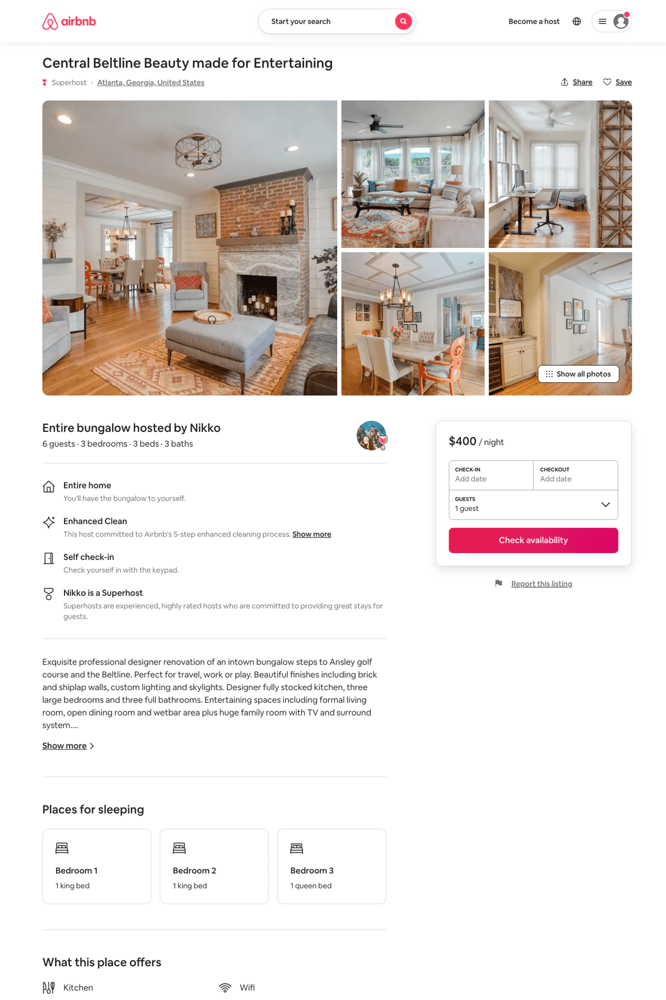 airbnb
Start your search
Become a host
Central Beltline Beauty made for Entertaining
Superhost · Atlanta, Georgia, United States
Share
Save
Show all photos
Entire bungalow hosted by Nikko
6 guests · 3 bedrooms · 3 beds · 3 baths
$400 / night
CHECK-IN
Add date
CHECKOUT
Add date
GUESTS
1 guest
Check availability
Report this listing
Entire home
You'll have the bungalow to yourself.
Enhanced Clean
This host committed to Airbnb's 5-step enhanced cleaning process. Show more
Self check-in
Check yourself in with the keypad.
Nikko is a Superhost
Superhosts are experienced, highly rated hosts who are committed to providing great stays for
guests.
Exquisite professional designer renovation of an intown bungalow steps to Ansley golf
course and the Beltline. Perfect for travel, work or play. Beautiful finishes including brick
and shiplap walls, custom lighting and skylights. Designer fully stocked kitchen, three
large bedrooms and three full bathrooms. Entertaining spaces including formal living
room, open dining room and wetbar area plus huge family room with TV and surround
system....
Show more
Places for sleeping
Bedroom 1
1 king bed
Bedroom 2
1 king bed
Bedroom 3
1 queen bed
What this place offers
Kitchen
Wifi